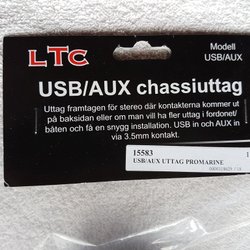 LTC
Modell
USB/AUX
USB/AUX chassiuttag
Uttag framtagen för stereo där kontakterna kommer ut
på baksidan eller om man vill ta fler uttag i fordonet/
båten och få en snygg installation. USB in och AUX in
via 3.5mm kontakt.
15583
1
USB/AUX UTTAG PROMARINE